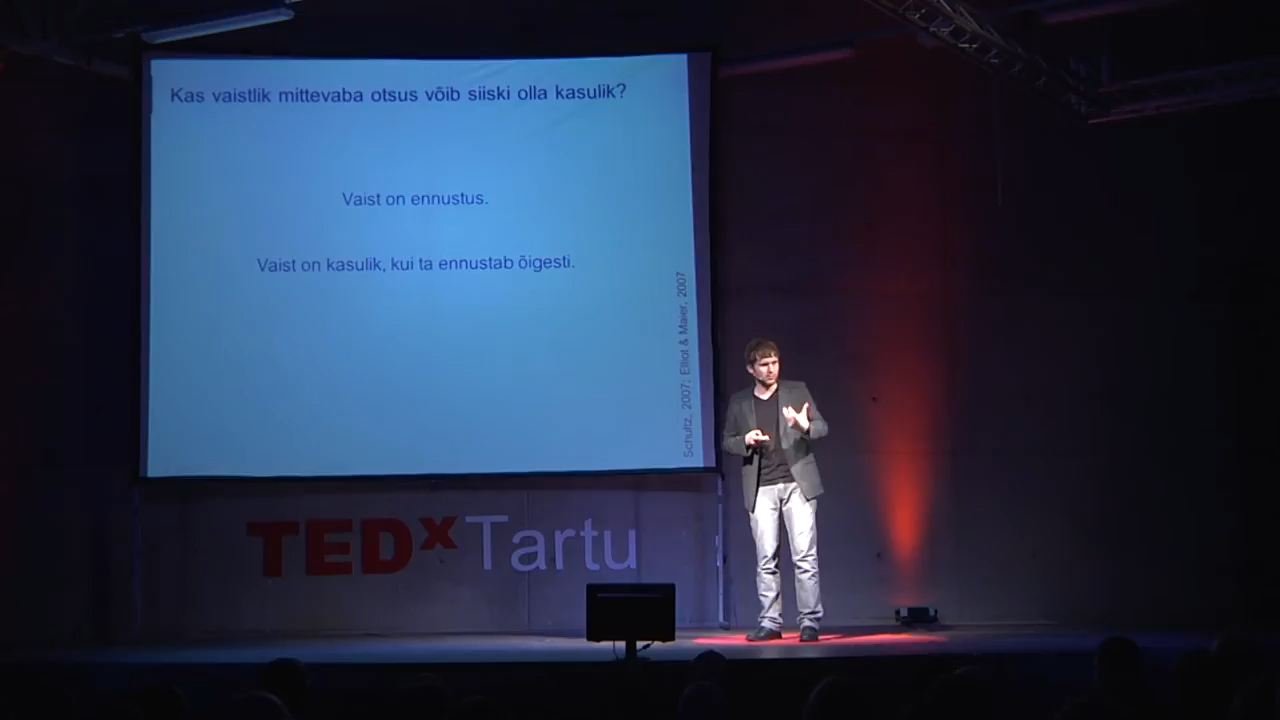 Kas vaistlik mittevaba otsus võib siiski olla kasulik?
Vaist on ennustus.
Vaist on kasulik, kui ta ennustab õigesti.
Schultz, 2007; Elliot & Maier, 2007
TEDxTartu